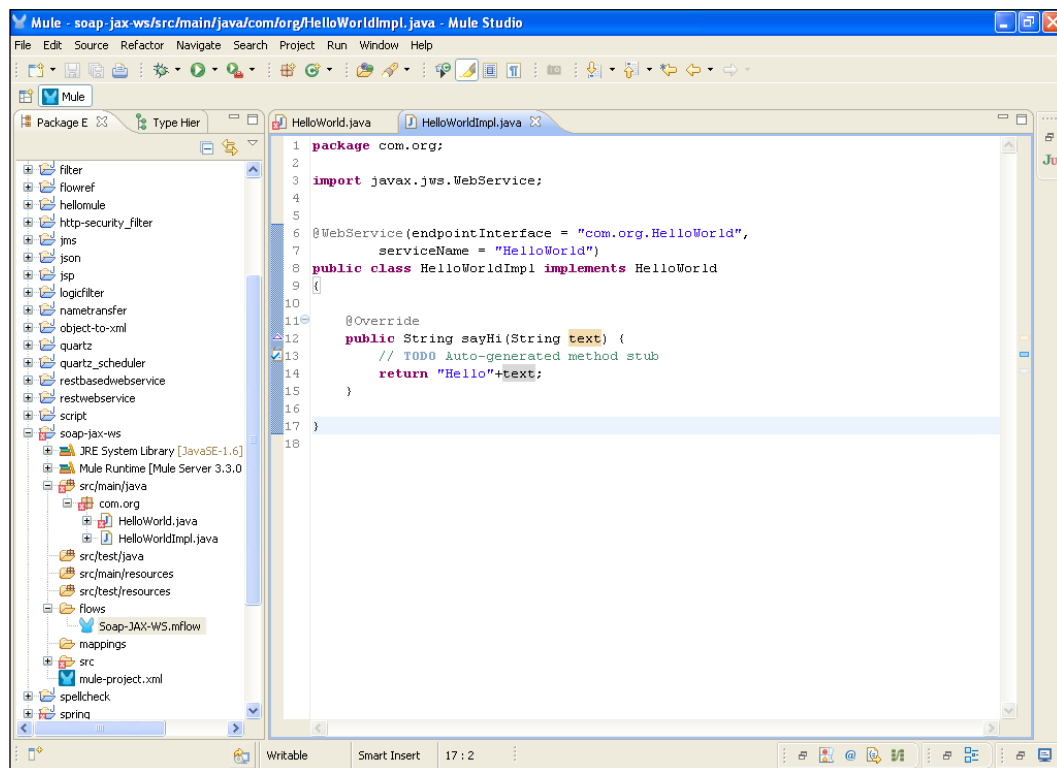 Mule - soap-jax-ws/src/main/java/com/org/HelloWorldImpl.java - Mule Studio
File Edit Source Refactor Navigate Search Project Run Window Help
Mule
Package E Type Hier
HelloWorld.java HelloWorldImpl.java
filter
flowref
hellomule
http-security_filter
jms
json
jsp
logicfilter
nametransfer
object-to-xml
quartz
quartz_scheduler
restbasedwebservice
restwebservice
script
soap-jax-ws
JRE System Library [JavaSE-1.6]
Mule Runtime [Mule Server 3.3.0
src/main/java
com.org
HelloWorld.java
HelloWorldImpl.java
src/test/java
src/main/resources
src/test/resources
flows
Soap-JAX-WS.mflow
mappings
src
mule-project.xml
spellcheck
spring
1 package com.org;
2
3 import javax.jws.WebService;
4
5
6 @WebService(endpointInterface = "com.org.HelloWorld",
7 serviceName = "HelloWorld")
8 public class HelloWorldImpl implements HelloWorld
9 {
10
11 @Override
12 public String sayHi(String text) {
13 // TODO Auto-generated method stub
14 return "Hello"+text;
15 }
16
17 }
18
Ju
Writable Smart Insert 17 : 2